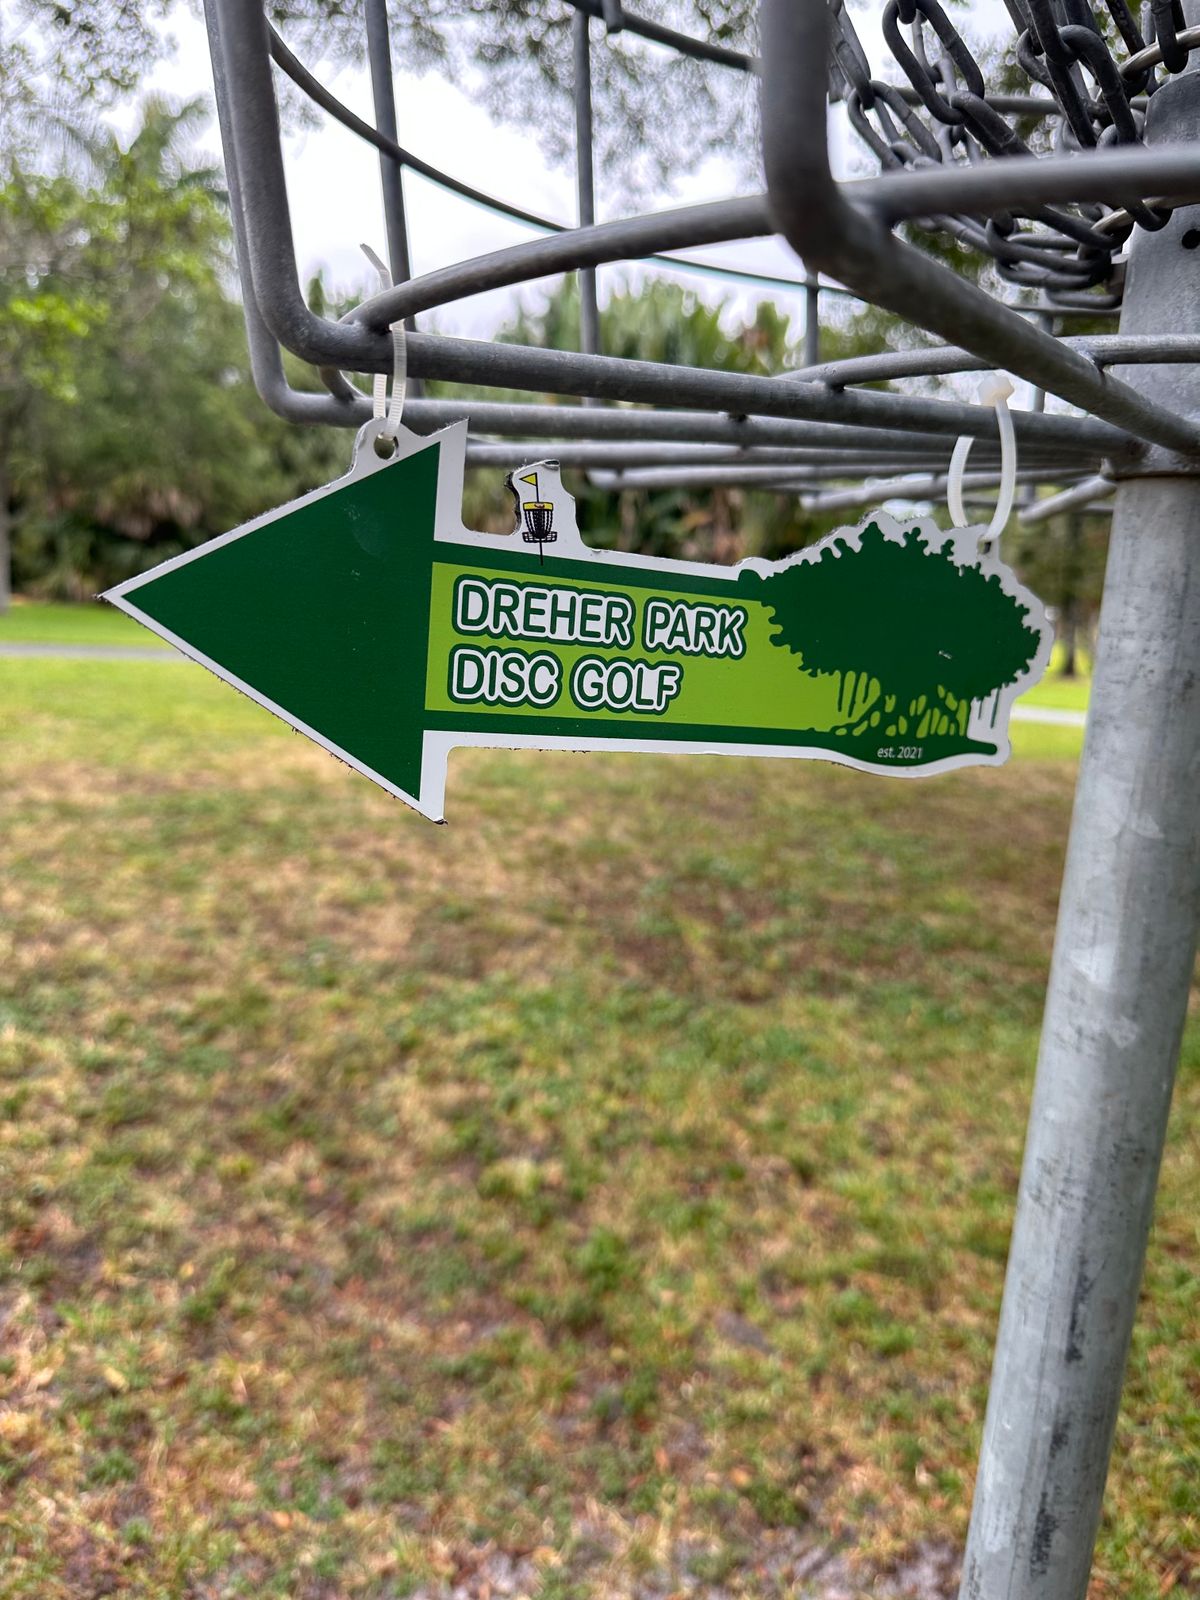 DREHER PARK
DISC GOLF
est. 2021